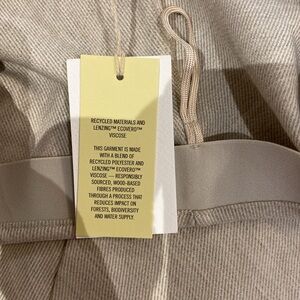 RECYCLED MATERIALS AND
LENZING™ ECOVERO™
VISCOSE
THIS GARMENT IS MADE
WITH A BLEND OF
RECYCLED POLYESTER AND
LENZING™ ECOVERO™
VISCOSE — RESPONSIBLY
SOURCED, WOOD-BASED
FIBRES PRODUCED
THROUGH A PROCESS THAT
REDUCES IMPACT ON
FORESTS, BIODIVERSITY
AND WATER SUPPLY.